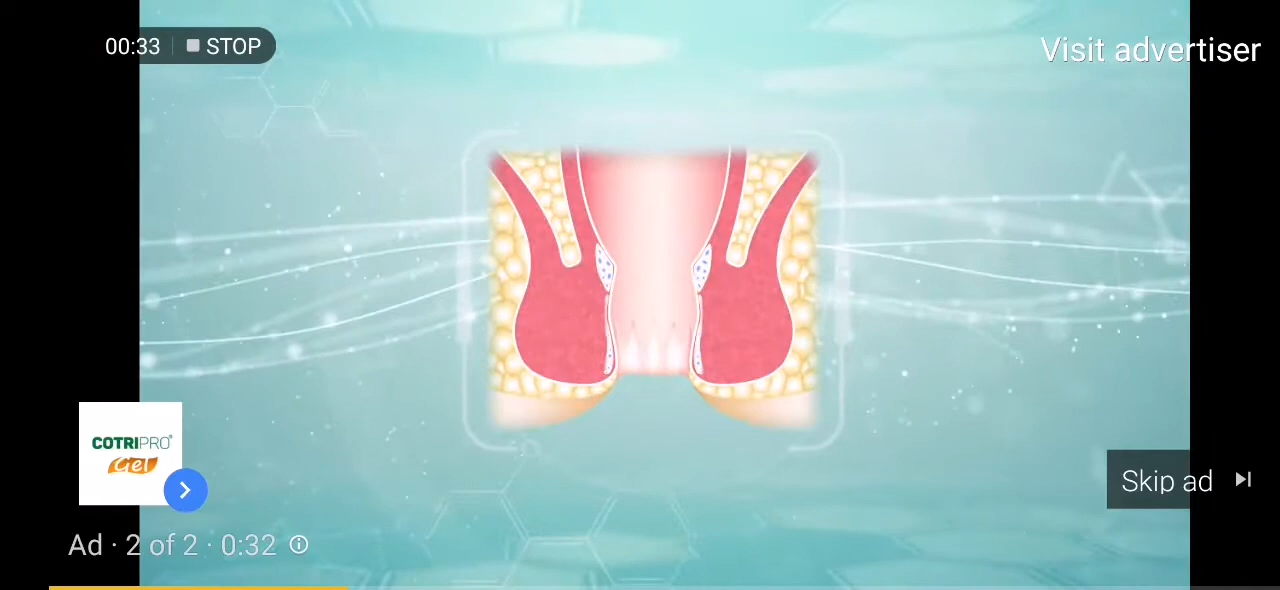 00:33
STOP
Visit advertiser
COTRIPRO®
Gel
Skip ad
Ad · 2 of 2 · 0:32